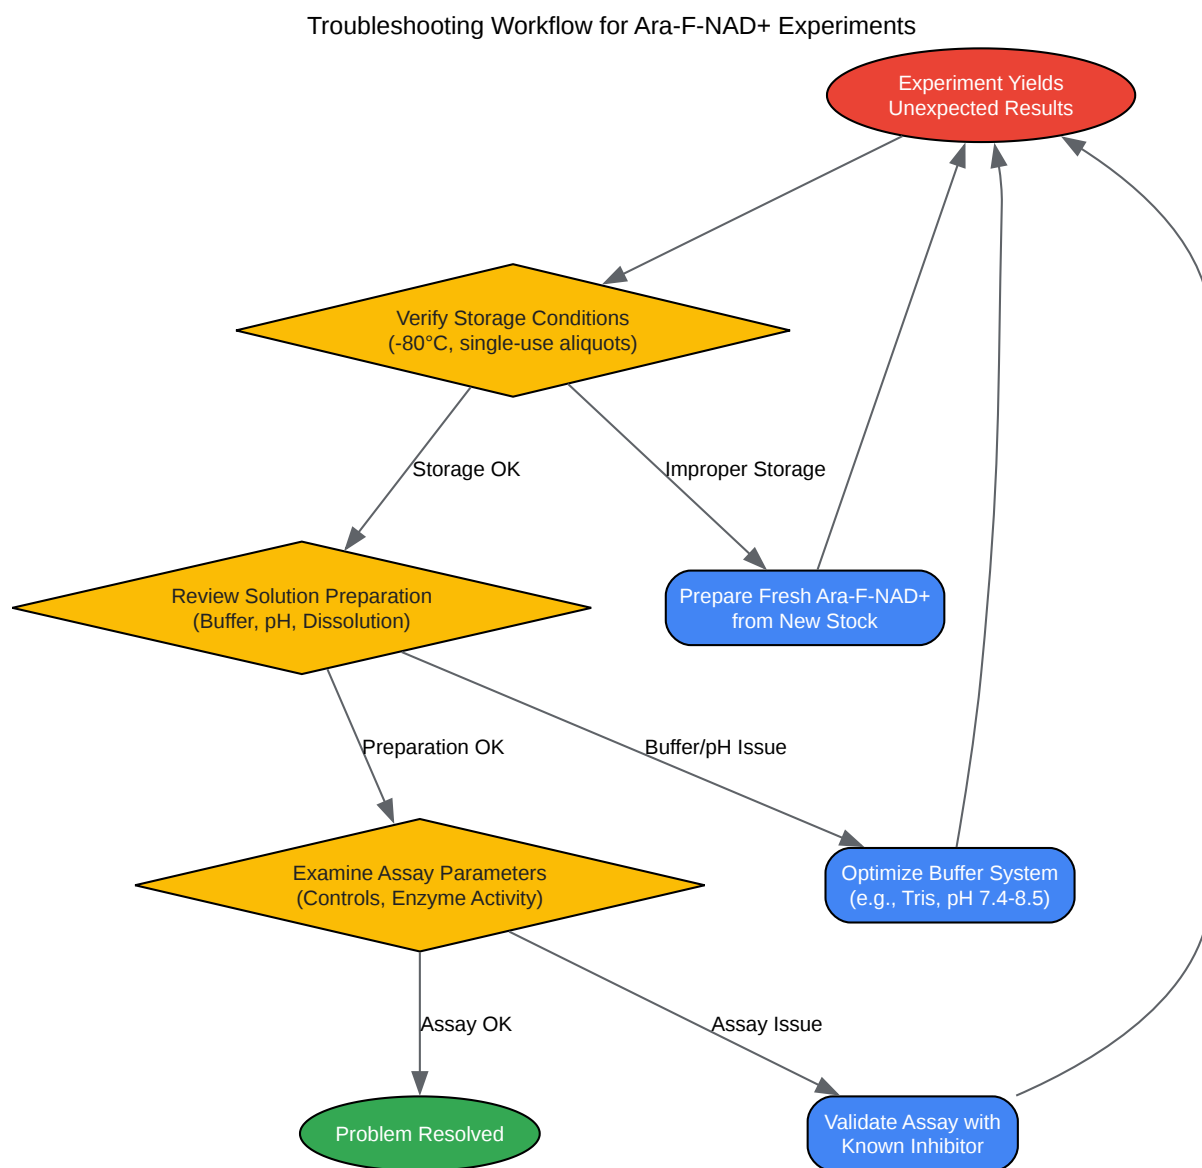 Troubleshooting Workflow for Ara-F-NAD+ Experiments
Experiment Yields
Unexpected Results
Verify Storage Conditions
(-80°C, single-use aliquots)
Storage OK
Improper Storage
Review Solution Preparation
(Buffer, pH, Dissolution)
Prepare Fresh Ara-F-NAD+
from New Stock
Preparation OK
Buffer/pH Issue
Examine Assay Parameters
(Controls, Enzyme Activity)
Optimize Buffer System
(e.g., Tris, pH 7.4-8.5)
Assay OK
Assay Issue
Problem Resolved
Validate Assay with
Known Inhibitor